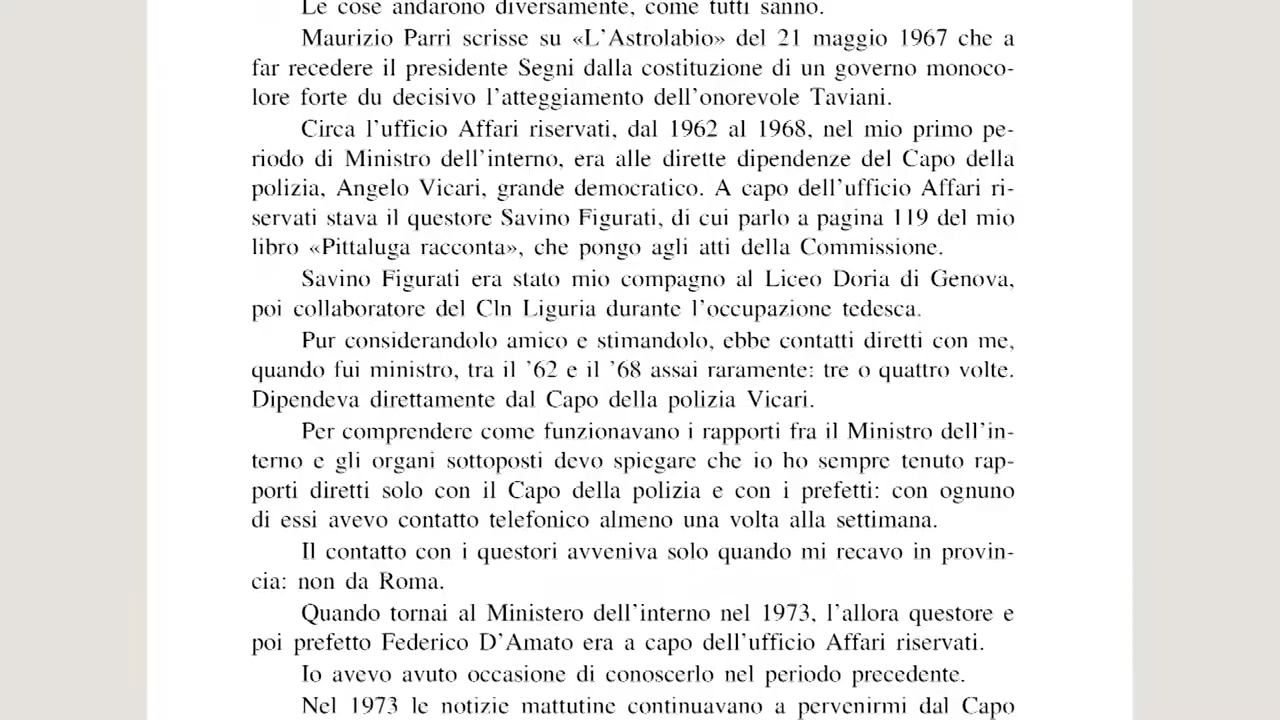 Le cose andarono diversamente, come tutti sanno.
Maurizio Parri scrisse su «L’Astrolabio» del 21 maggio 1967 che a
far recedere il presidente Segni dalla costituzione di un governo monoco-
lore forte du decisivo l’atteggiamento dell’onorevole Taviani.
Circa l’ufficio Affari riservati, dal 1962 al 1968, nel mio primo pe-
riodo di Ministro dell’interno, era alle dirette dipendenze del Capo della
polizia, Angelo Vicari, grande democratico. A capo dell’ufficio Affari ri-
servati stava il questore Savino Figurati, di cui parlo a pagina 119 del mio
libro «Pittaluga racconta», che pongo agli atti della Commissione.
Savino Figurati era stato mio compagno al Liceo Doria di Genova,
poi collaboratore del Cln Liguria durante l’occupazione tedesca.
Pur considerandolo amico e stimandolo, ebbe contatti diretti con me,
quando fui ministro, tra il ’62 e il ’68 assai raramente: tre o quattro volte.
Dipendeva direttamente dal Capo della polizia Vicari.
Per comprendere come funzionavano i rapporti fra il Ministro dell’in-
terno e gli organi sottoposti devo spiegare che io ho sempre tenuto rap-
porti diretti solo con il Capo della polizia e con i prefetti: con ognuno
di essi avevo contatto telefonico almeno una volta alla settimana.
Il contatto con i questori avveniva solo quando mi recavo in provin-
cia: non da Roma.
Quando tornai al Ministero dell’interno nel 1973, l’allora questore e
poi prefetto Federico D’Amato era a capo dell’ufficio Affari riservati.
Io avevo avuto occasione di conoscerlo nel periodo precedente.
Nel 1973 le notizie mattutine continuavano a pervenirmi dal Capo